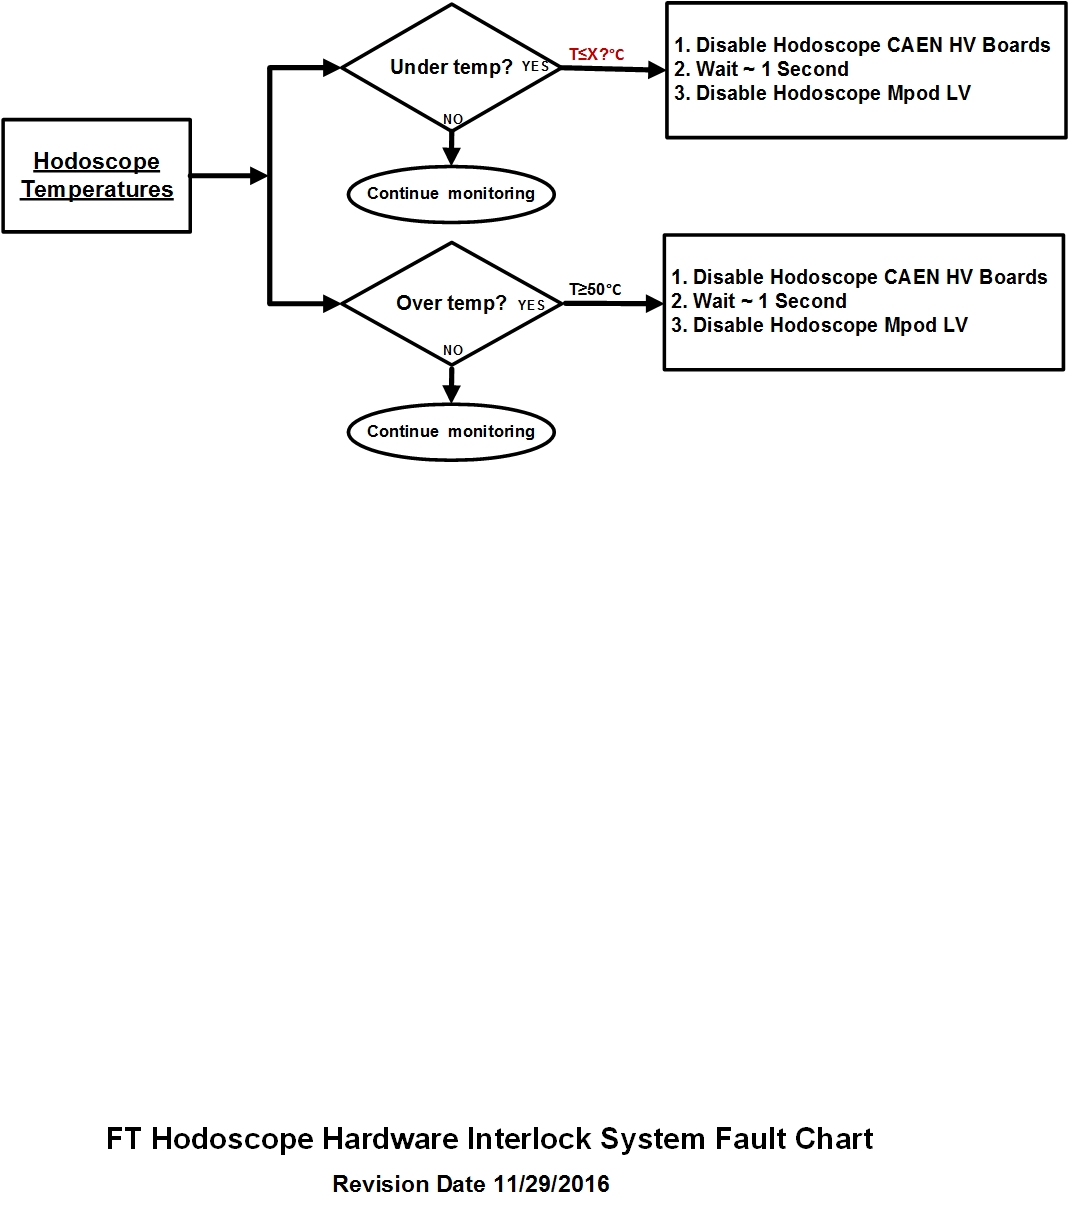 Hodoscope
Temperatures
Under temp? YES
NO
T≤X?°C
1. Disable Hodoscope CAEN HV Boards
2. Wait ~ 1 Second
3. Disable Hodoscope Mpod LV
Continue monitoring
Over temp? YES
NO
T≥50°C
1. Disable Hodoscope CAEN HV Boards
2. Wait ~ 1 Second
3. Disable Hodoscope Mpod LV
Continue monitoring
FT Hodoscope Hardware Interlock System Fault Chart
Revision Date 11/29/2016